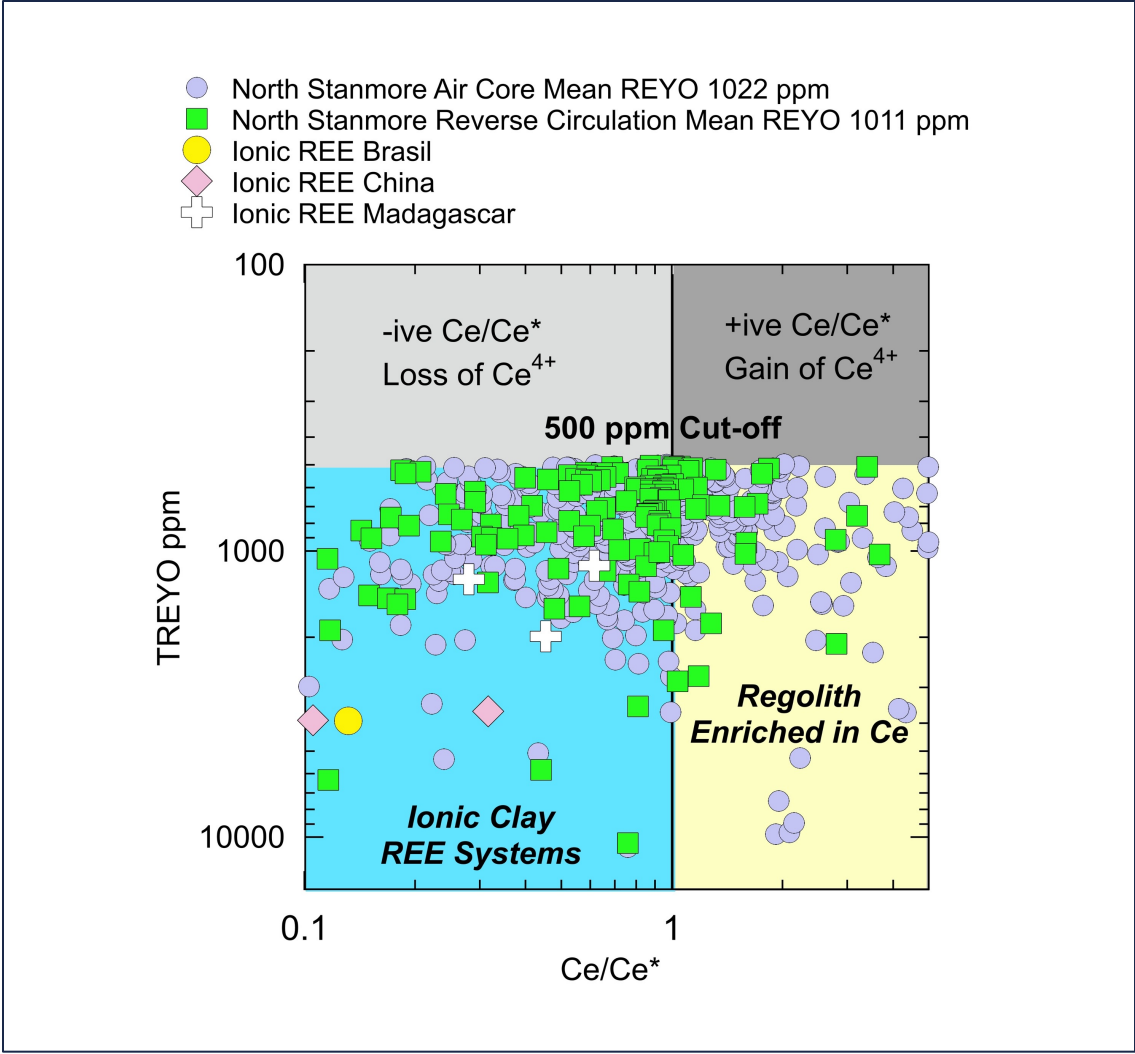 North Stanmore Air Core Mean REYO 1022 ppm
North Stanmore Reverse Circulation Mean REYO 1011 ppm
Ionic REE Brasil
Ionic REE China
Ionic REE Madagascar
100
-ive Ce/Ce*
Loss of Ce⁴⁺
+ive Ce/Ce*
Gain of Ce⁴⁺
500 ppm Cut-off
TREYO ppm
1000
Regolith
Enriched in Ce
Ionic Clay
REE Systems
10000
0.1
1
Ce/Ce*